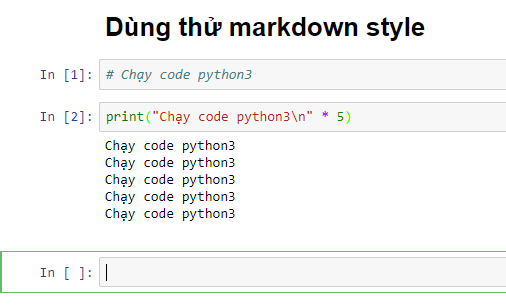 Dùng thử markdown style
In [1]: # Chạy code python3
In [2]: print("Chạy code python3\n" * 5)
Chạy code python3
Chạy code python3
Chạy code python3
Chạy code python3
Chạy code python3
In [ ]: